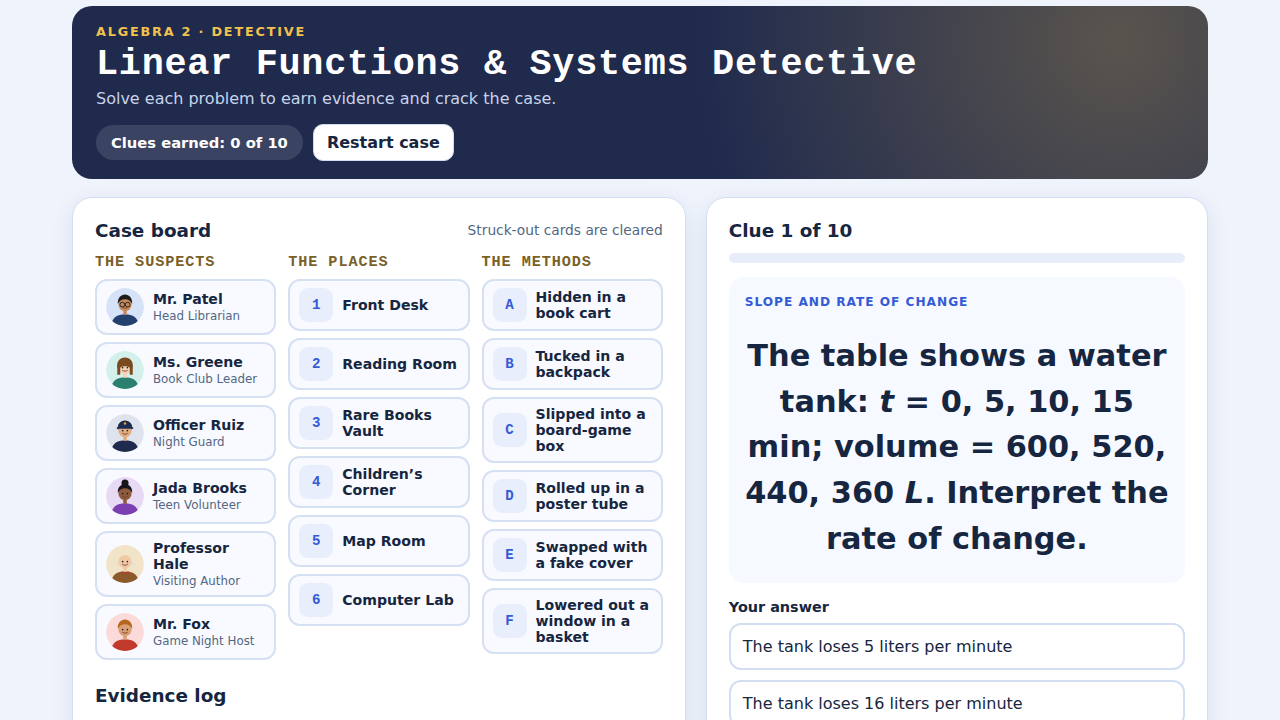 ALGEBRA 2 · DETECTIVE
Linear Functions & Systems Detective
Solve each problem to earn evidence and crack the case.
Clues earned: 0 of 10
Restart case
Case board
Struck-out cards are cleared
THE SUSPECTS
Mr. Patel
Head Librarian
Ms. Greene
Book Club Leader
Officer Ruiz
Night Guard
Jada Brooks
Teen Volunteer
Professor
Hale
Visiting Author
Mr. Fox
Game Night Host
THE PLACES
1 Front Desk
2 Reading Room
3 Rare Books
Vault
4 Children’s
Corner
5 Map Room
6 Computer Lab
THE METHODS
A Hidden in a
book cart
B Tucked in a
backpack
C Slipped into a
board-game
box
D Rolled up in a
poster tube
E Swapped with
a fake cover
F Lowered out a
window in a
basket
Evidence log
Clue 1 of 10
SLOPE AND RATE OF CHANGE
The table shows a water
tank: t = 0, 5, 10, 15
min; volume = 600, 520,
440, 360 L. Interpret the
rate of change.
Your answer
The tank loses 5 liters per minute
The tank loses 16 liters per minute